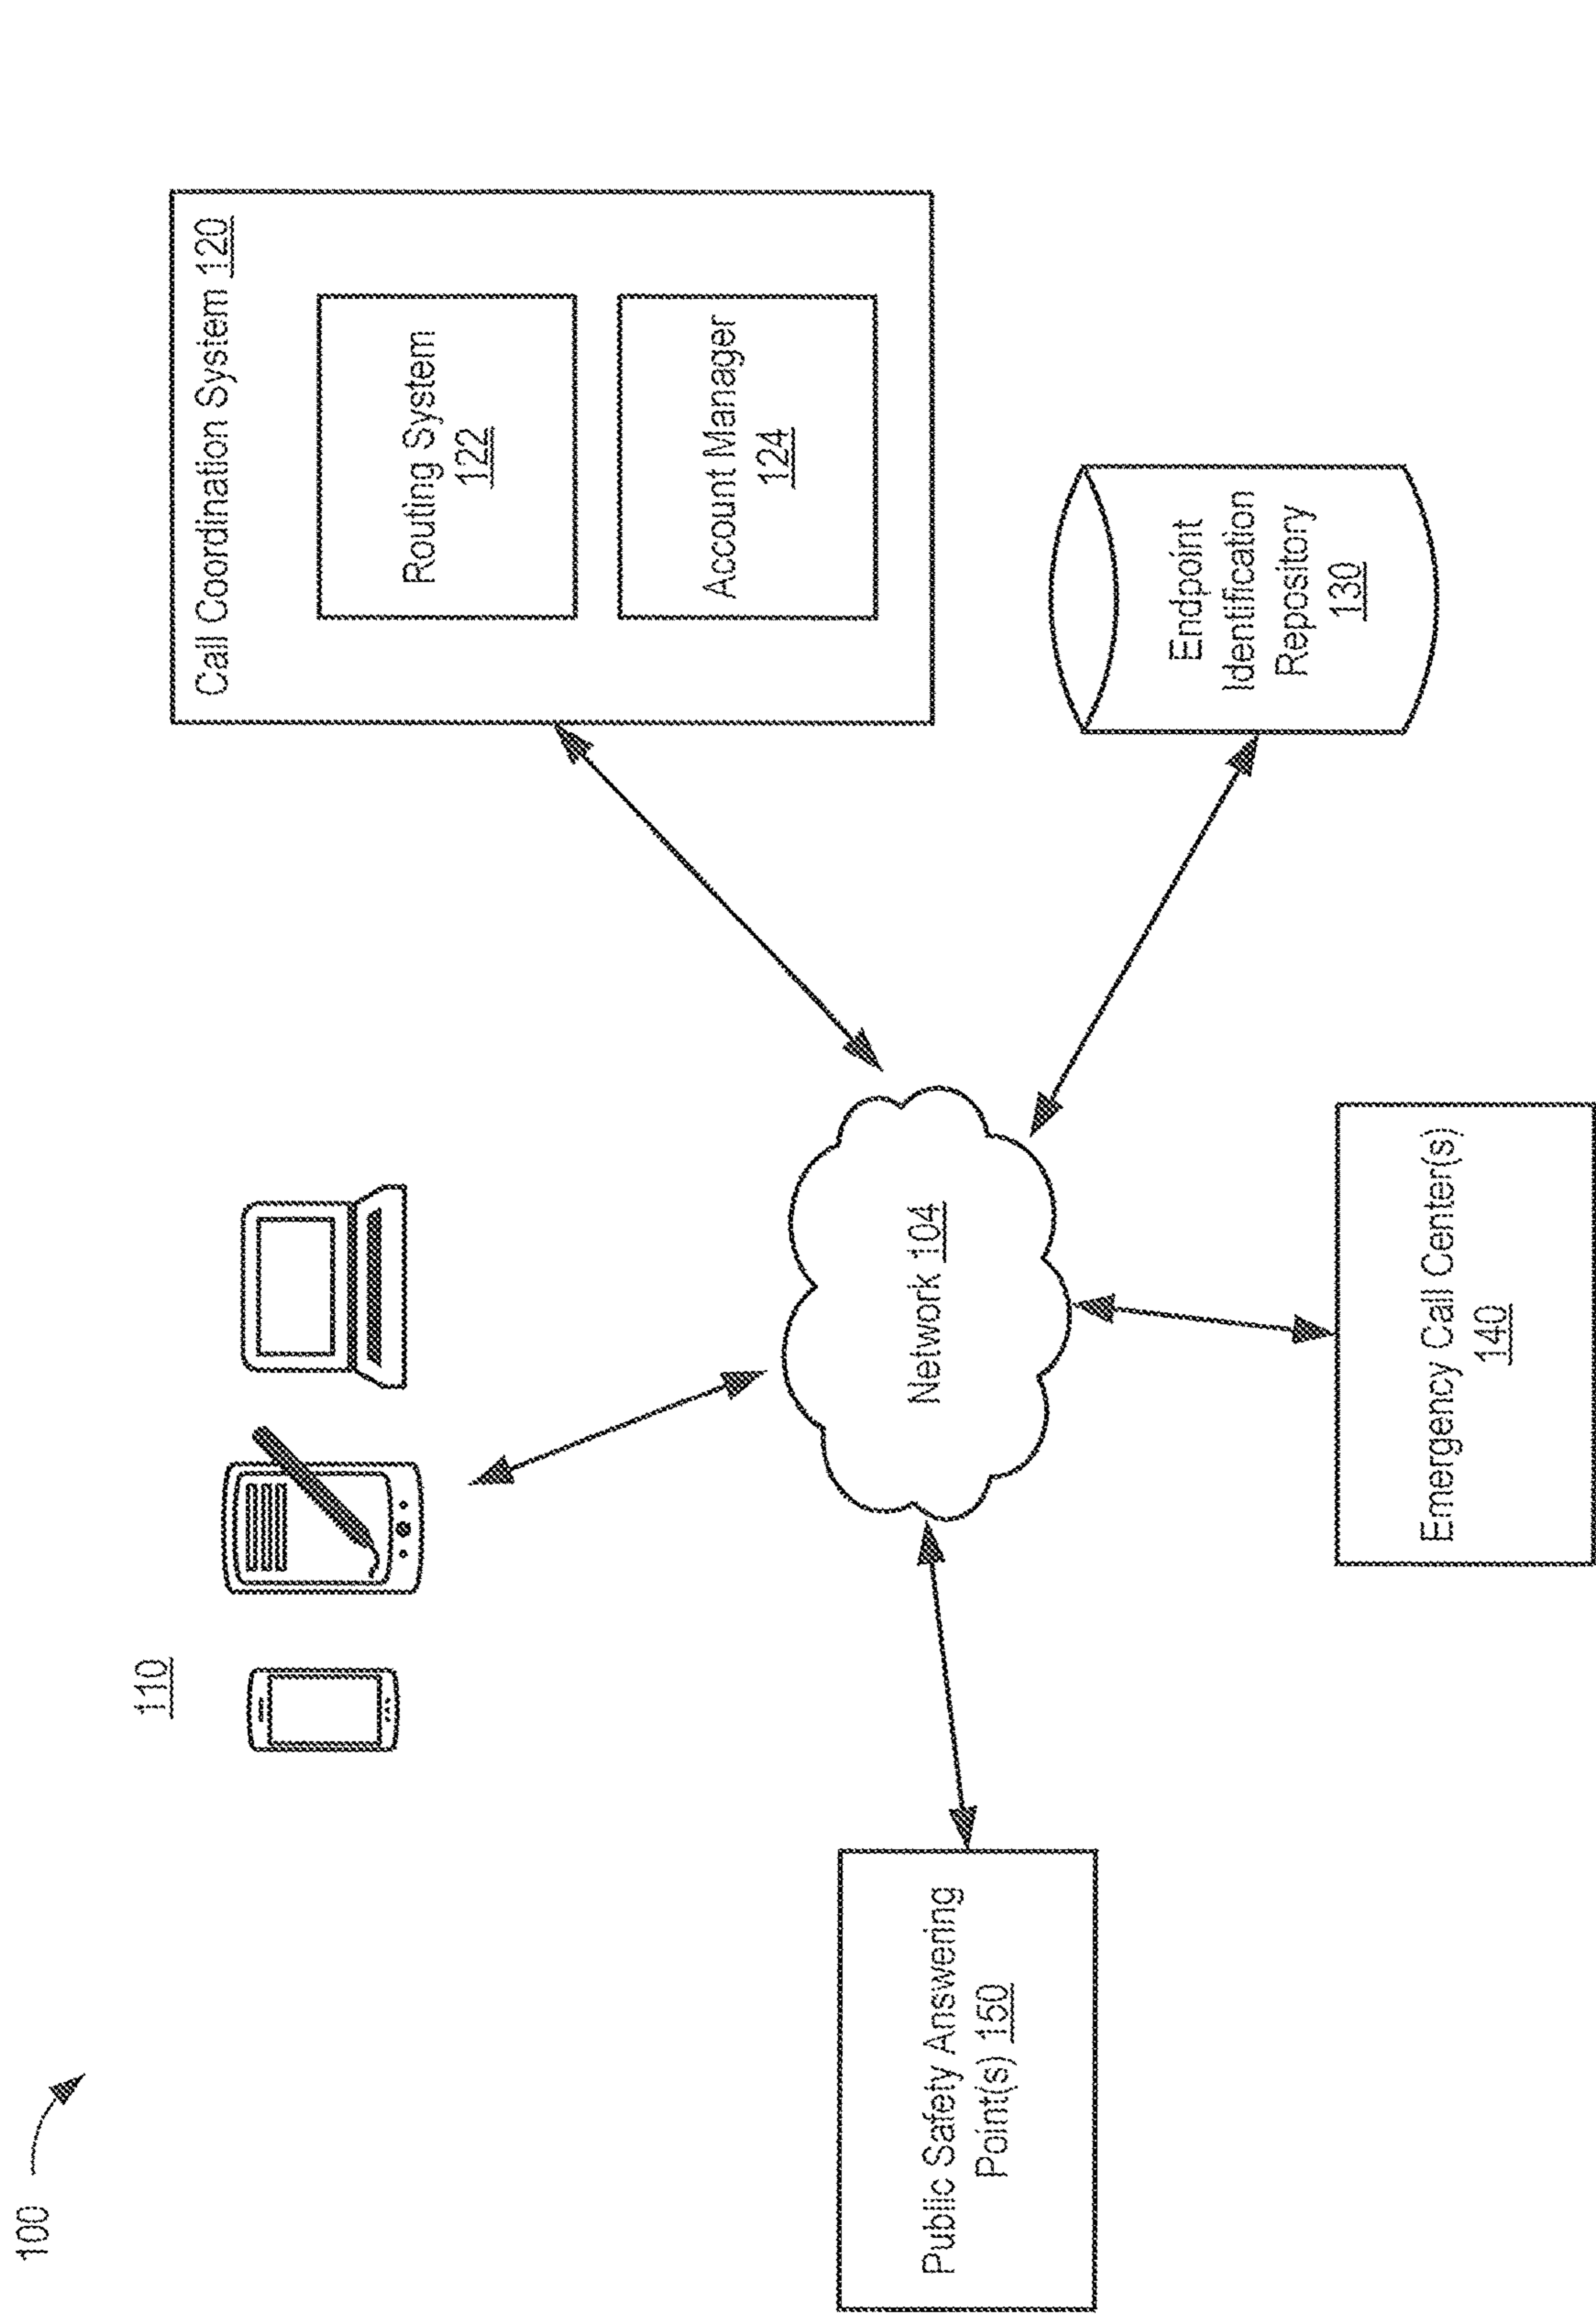 100
110
Call Coordination System 120
Routing System
122
Account Manager
124
Network 104
Endpoint
Identification
Repository
130
Public Safety Answering
Point(s) 150
Emergency Call Center(s)
140